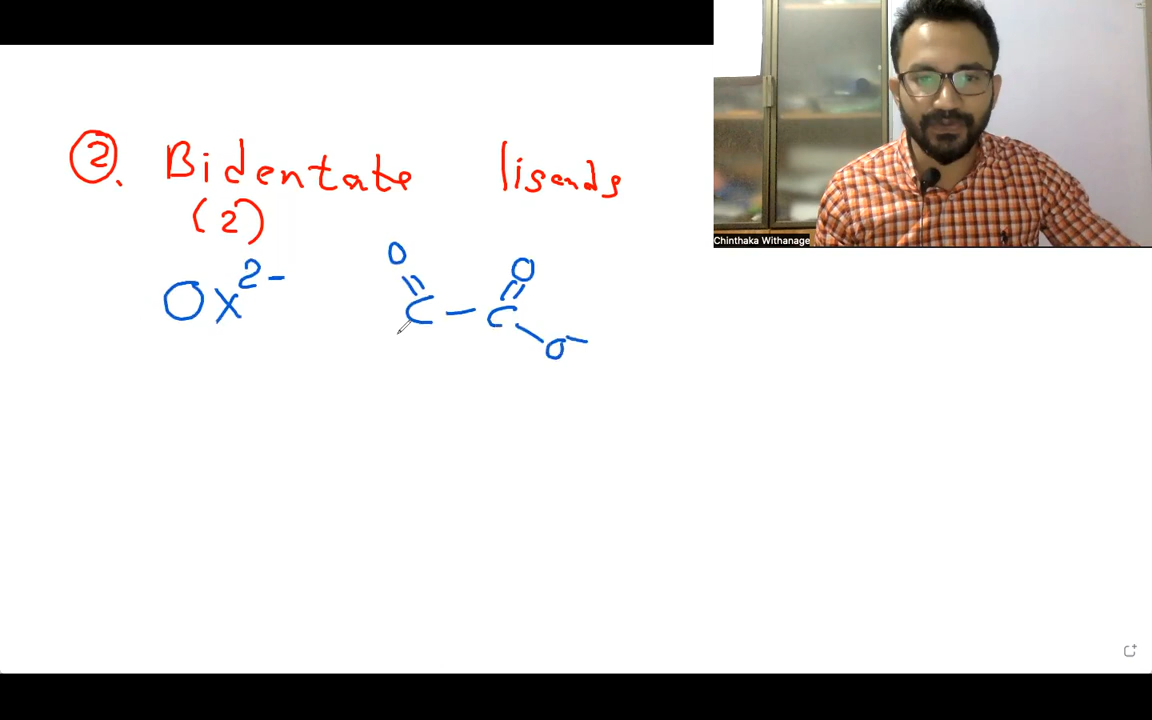 2. Bidentate ligands
(2)
Ox²⁻
O O
C – C
O⁻
Chinthaka Withanage